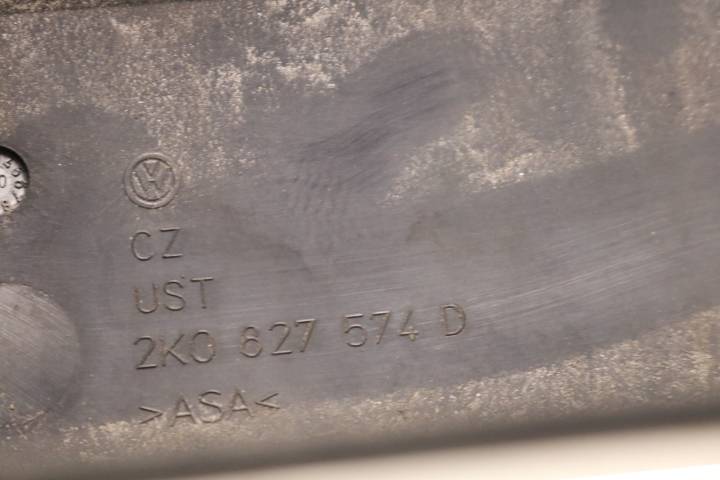 CZ
UST
2K0 827 574 D
>ASA<